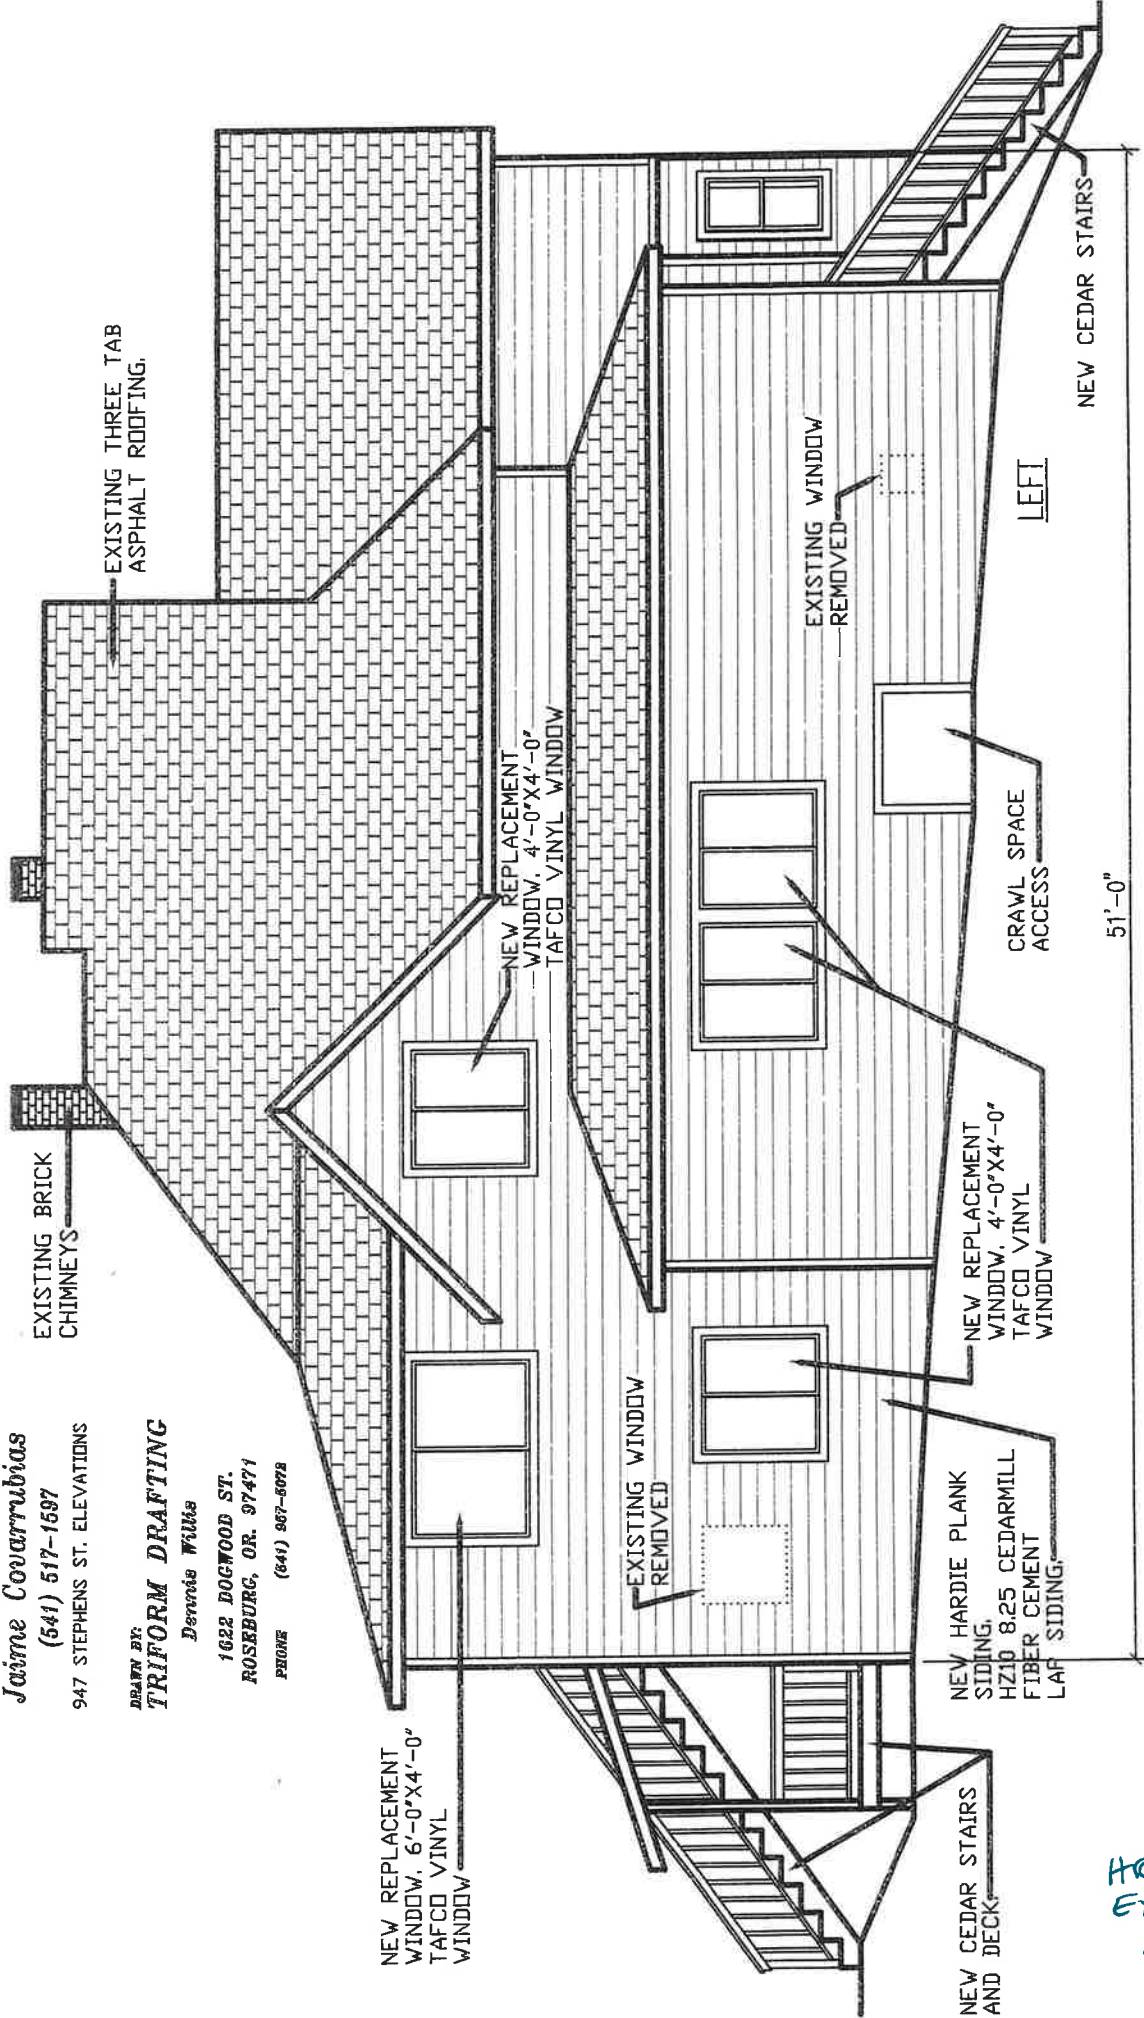 Jaime Covarrubias
(541) 517-1597
947 STEPHENS ST. ELEVATIONS
DRAWN BY:
TRIFORM DRAFTING
Dennis Willis
1622 DOGWOOD ST.
ROSEBURG, OR. 97471
PHONE (541) 957-5072
EXISTING BRICK
CHIMNEYS
EXISTING THREE TAB
ASPHALT ROOFING.
NEW REPLACEMENT
WINDOW. 6'-0"X4'-0"
TAFCO VINYL
WINDOW
NEW REPLACEMENT
WINDOW. 4'-0"X4'-0"
TAFCO VINYL WINDOW
EXISTING WINDOW
REMOVED
EXISTING WINDOW
REMOVED
NEW HARDIE PLANK
SIDING.
HZ10 8.25 CEDARMILL
FIBER CEMENT
LAP SIDING.
NEW REPLACEMENT
WINDOW. 4'-0"X4'-0"
TAFCO VINYL
WINDOW
CRAWL SPACE
ACCESS
LEFT
NEW CEDAR STAIRS
AND DECK
NEW CEDAR STAIRS
51'-0"